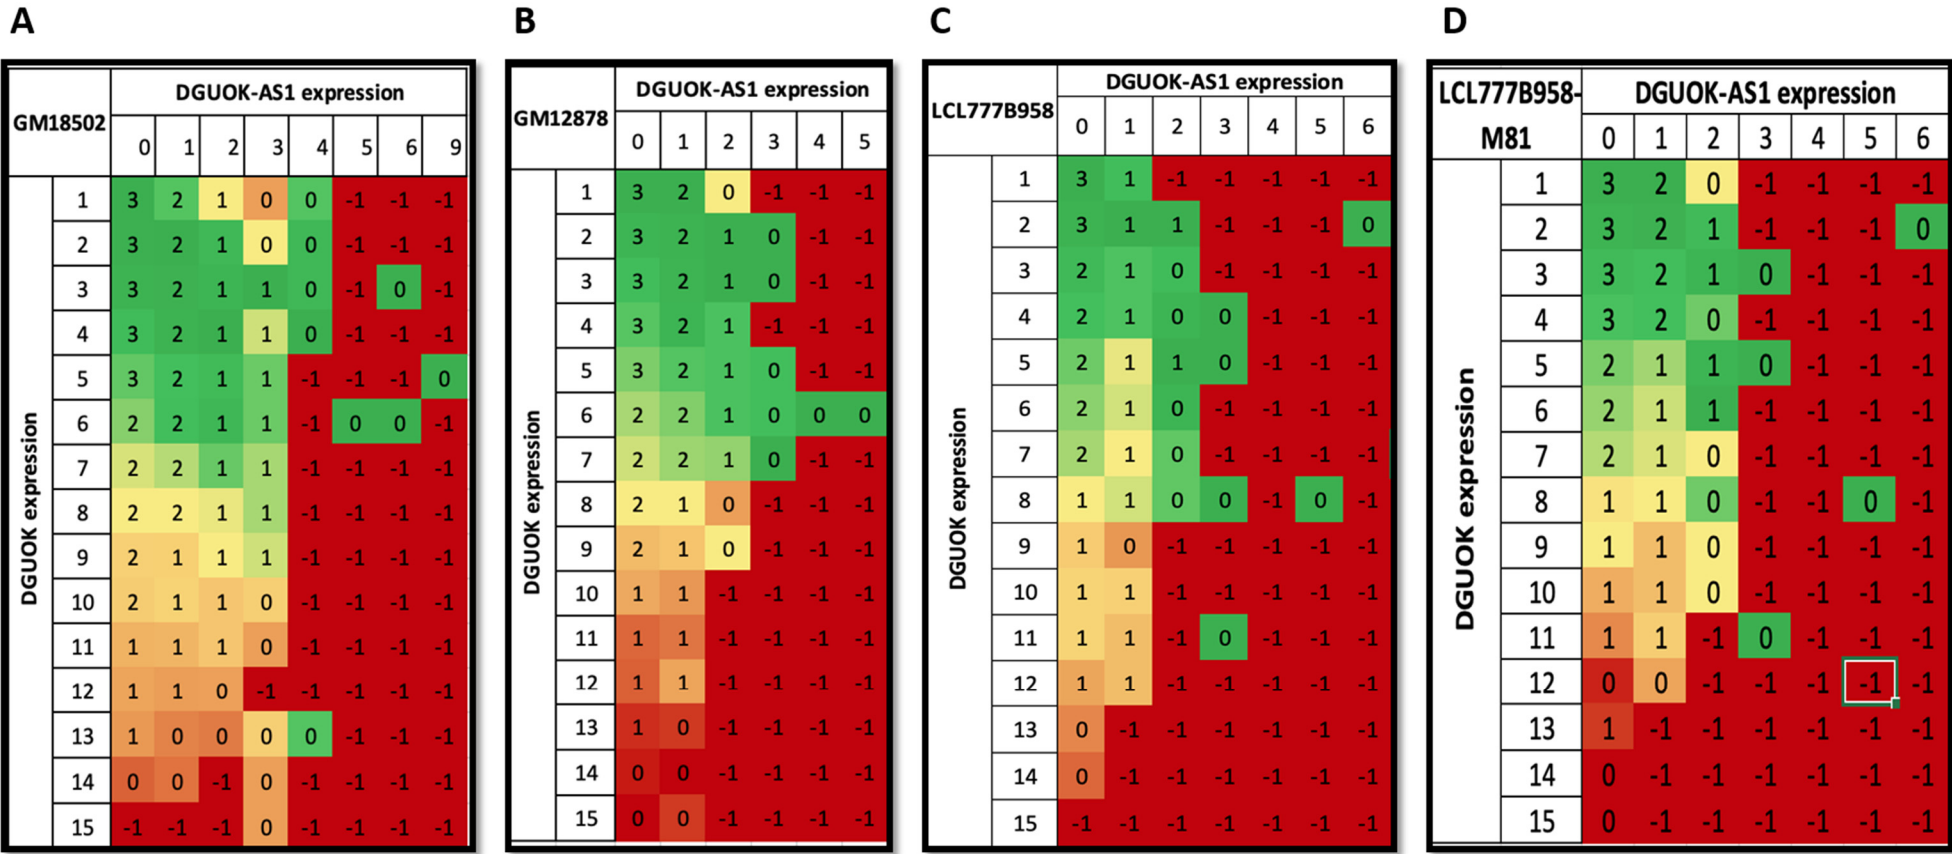 A B C D
GM18502 DGUOK-AS1 expression
0 1 2 3 4 5 6 9
DGUOK expression
1 3 2 1 0 0 -1 -1 -1
2 3 2 1 0 0 -1 -1 -1
3 3 2 1 1 0 -1 0 -1
4 3 2 1 1 0 -1 -1 -1
5 3 2 1 1 -1 -1 -1 0
6 2 2 1 1 -1 0 0 -1
7 2 2 1 1 -1 -1 -1 -1
8 2 2 1 1 -1 -1 -1 -1
9 2 1 1 1 -1 -1 -1 -1
10 2 1 1 0 -1 -1 -1 -1
11 1 1 1 0 -1 -1 -1 -1
12 1 1 0 -1 -1 -1 -1 -1
13 1 0 0 0 0 -1 -1 -1
14 0 0 -1 0 -1 -1 -1 -1
15 -1 -1 -1 0 -1 -1 -1 -1
GM12878 DGUOK-AS1 expression
0 1 2 3 4 5
DGUOK expression
1 3 2 0 -1 -1 -1
2 3 2 1 0 -1 -1
3 3 2 1 0 -1 -1
4 3 2 1 -1 -1 -1
5 3 2 1 0 -1 -1
6 2 2 1 0 0 0
7 2 2 1 0 -1 -1
8 2 1 0 -1 -1 -1
9 2 1 0 -1 -1 -1
10 1 1 -1 -1 -1 -1
11 1 1 -1 -1 -1 -1
12 1 1 -1 -1 -1 -1
13 1 0 -1 -1 -1 -1
14 0 0 -1 -1 -1 -1
15 0 0 -1 -1 -1 -1
LCL777B958 DGUOK-AS1 expression
0 1 2 3 4 5 6
DGUOK expression
1 3 1 -1 -1 -1 -1 -1
2 3 1 1 -1 -1 -1 0
3 2 1 0 -1 -1 -1 -1
4 2 1 0 0 -1 -1 -1
5 2 1 1 0 -1 -1 -1
6 2 1 0 -1 -1 -1 -1
7 2 1 0 -1 -1 -1 -1
8 1 1 0 0 -1 0 -1
9 1 0 -1 -1 -1 -1 -1
10 1 1 -1 -1 -1 -1 -1
11 1 1 -1 0 -1 -1 -1
12 1 1 -1 -1 -1 -1 -1
13 0 -1 -1 -1 -1 -1 -1
14 0 -1 -1 -1 -1 -1 -1
15 -1 -1 -1 -1 -1 -1 -1
LCL777B958- DGUOK-AS1 expression
M81 0 1 2 3 4 5 6
DGUOK expression
1 3 2 0 -1 -1 -1 -1
2 3 2 1 -1 -1 -1 0
3 3 2 1 0 -1 -1 -1
4 3 2 0 -1 -1 -1 -1
5 2 1 1 0 -1 -1 -1
6 2 1 1 -1 -1 -1 -1
7 2 1 0 -1 -1 -1 -1
8 1 1 0 -1 -1 0 -1
9 1 1 0 -1 -1 -1 -1
10 1 1 0 -1 -1 -1 -1
11 1 1 -1 0 -1 -1 -1
12 0 0 -1 -1 -1 -1 -1
13 1 -1 -1 -1 -1 -1 -1
14 0 -1 -1 -1 -1 -1 -1
15 0 -1 -1 -1 -1 -1 -1